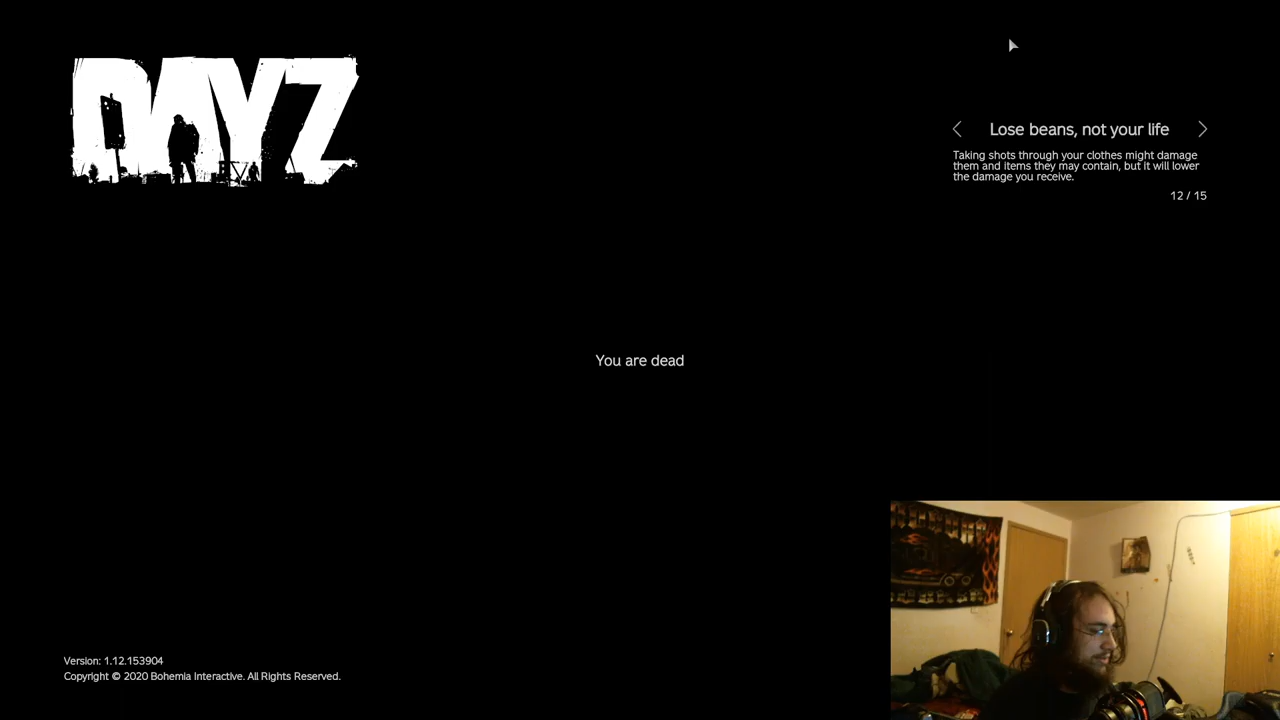 DAYZ
Lose beans, not your life
Taking shots through your clothes might damage
them and items they may contain, but it will lower
the damage you receive.
12 / 15
You are dead
Version: 1.12.153904
Copyright © 2020 Bohemia Interactive. All Rights Reserved.